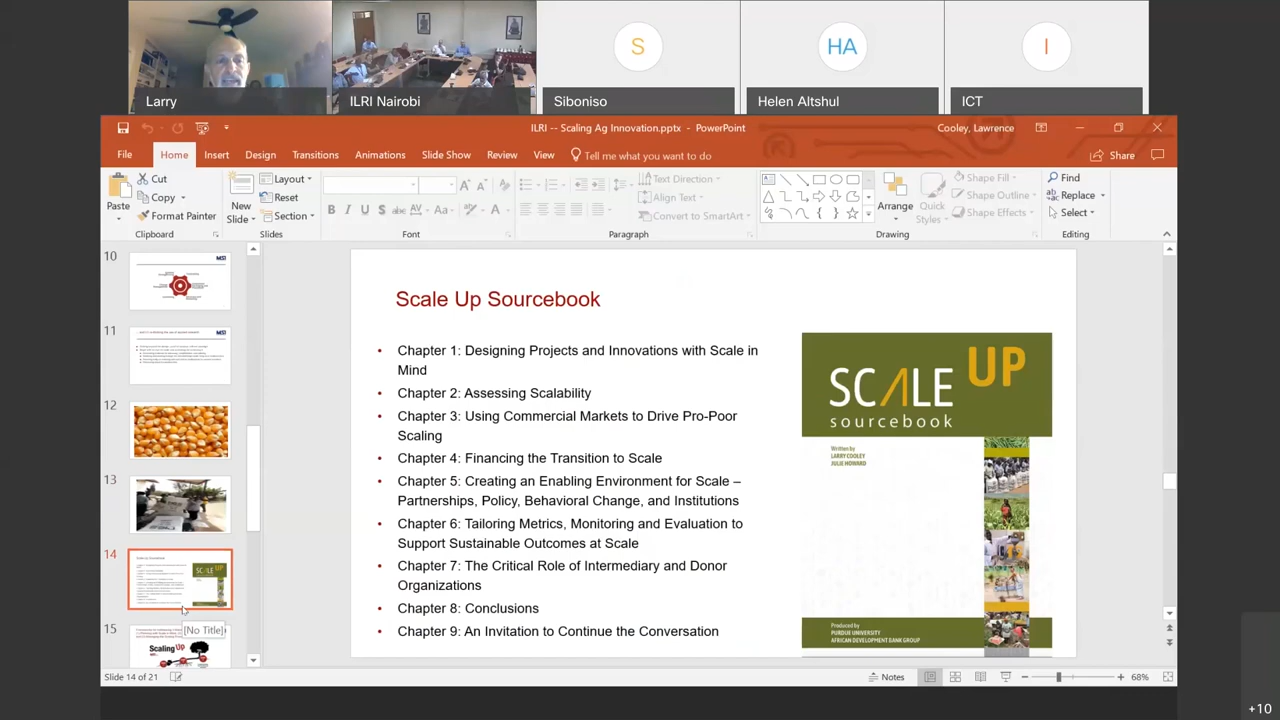 S
HA
I
Larry
ILRI Nairobi
Siboniso
Helen Altshul
ICT
ILRI -- Scaling Ag Innovation.pptx - PowerPoint
Cooley, Lawrence
File
Home
Insert
Design
Transitions
Animations
Slide Show
Review
View
Tell me what you want to do
Share
Paste
Cut
Copy
Format Painter
Clipboard
New
Slide
Layout
Reset
Section
Slides
B I U S abc AV Aa A
Font
Text Direction
Align Text
Convert to SmartArt
Paragraph
Arrange
Quick
Styles
Shape Fill
Shape Outline
Shape Effects
Drawing
Find
Replace
Select
Editing
10
MSI
11
MSI
12
13
14
[No Title]
15
Scaling Up
Scale Up Sourcebook
• Chapter 1: Designing Projects and Innovations with Scale in
Mind
• Chapter 2: Assessing Scalability
• Chapter 3: Using Commercial Markets to Drive Pro-Poor
Scaling
• Chapter 4: Financing the Transition to Scale
• Chapter 5: Creating an Enabling Environment for Scale –
Partnerships, Policy, Behavioral Change, and Institutions
• Chapter 6: Tailoring Metrics, Monitoring and Evaluation to
Support Sustainable Outcomes at Scale
• Chapter 7: The Critical Role of Intermediary and Donor
Organizations
• Chapter 8: Conclusions
• Chapter 9: An Invitation to Continue the Conversation
SCALE UP
sourcebook
Written by
LARRY COOLEY
JULIE HOWARD
Produced by
PURDUE UNIVERSITY
AFRICAN DEVELOPMENT BANK GROUP
Slide 14 of 21
Notes
68%
+10